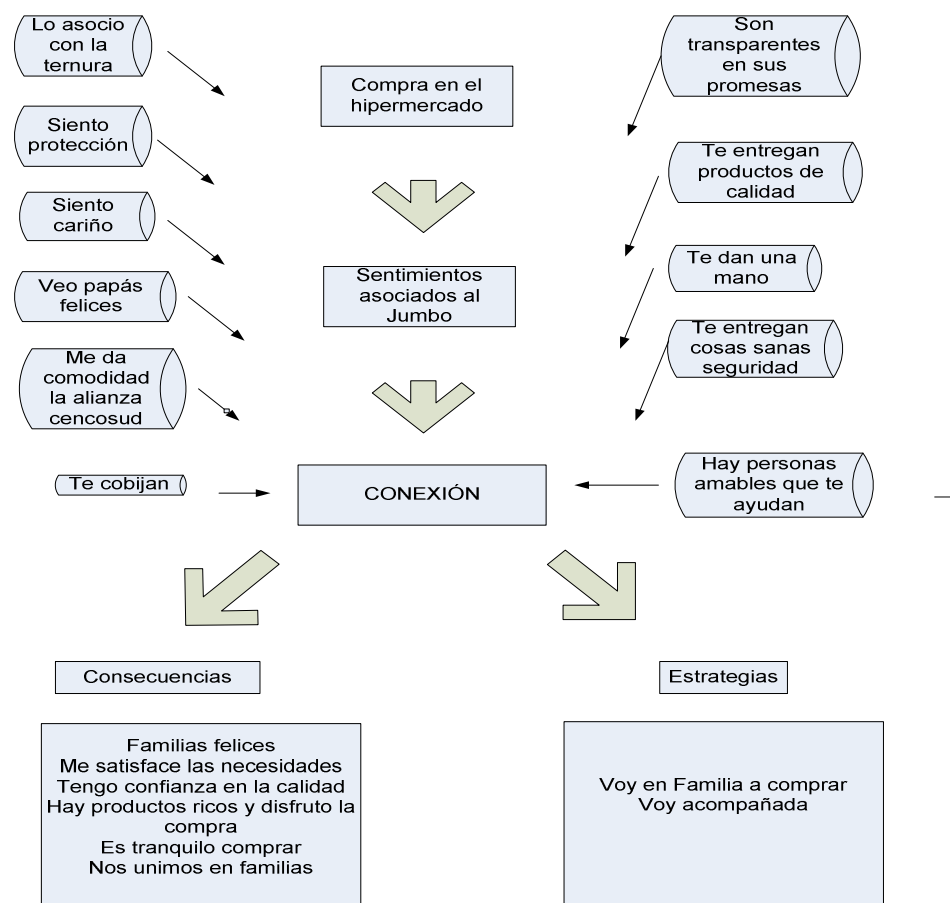 Lo asocio
con la
ternura
Siento
protección
Siento
cariño
Veo papás
felices
Me da
comodidad
la alianza
cencosud
Te cobijan
Compra en el
hipermercado
Sentimientos
asociados al
Jumbo
CONEXIÓN
Son
transparentes
en sus
promesas
Te entregan
productos de
calidad
Te dan una
mano
Te entregan
cosas sanas
seguridad
Hay personas
amables que te
ayudan
Consecuencias
Familias felices
Me satisface las necesidades
Tengo confianza en la calidad
Hay productos ricos y disfruto la
compra
Es tranquilo comprar
Nos unimos en familias
Estrategias
Voy en Familia a comprar
Voy acompañada